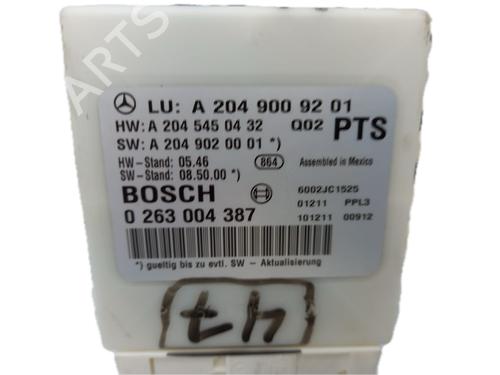 LU: A 204 900 92 01
HW: A 204 545 04 32 Q02 PTS
SW: A 204 902 00 01 *)
HW-Stand: 05.46 864 Assembled in Mexico
SW-Stand: 08.50.00 *)
BOSCH 6002JC1525
01211 PPL3
0 263 004 387 101211 00912
*) gueltig bis zu evtl. SW - Aktualisierung
47